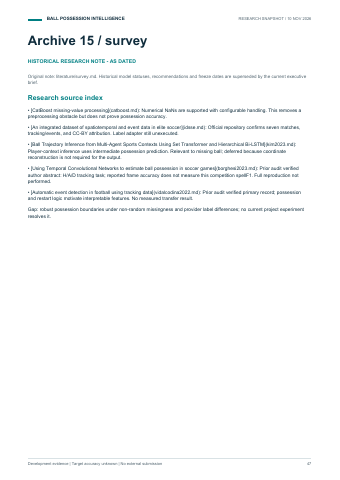 BALL POSSESSION INTELLIGENCE
RESEARCH SNAPSHOT / 10 NOV 2026
Archive 15 / survey
HISTORICAL RESEARCH NOTE - AS DATED
Original note: literature/survey.md. Historical model statuses, recommendations and freeze dates are superseded by the current executive
brief.
Research source index
• [CatBoost missing-value processing](catboost.md): Numerical NaNs are supported with configurable handling. This removes a
preprocessing obstacle but does not prove possession accuracy.
• [An integrated dataset of spatiotemporal and event data in elite soccer](idsse.md): Official repository confirms seven matches,
tracking/events, and CC-BY attribution. Label adapter still unexecuted.
• [Ball Trajectory Inference from Multi-Agent Sports Contexts Using Set Transformer and Hierarchical Bi-LSTM](kim2023.md):
Player-context inference uses intermediate possession prediction. Relevant to missing ball; deferred because coordinate
reconstruction is not required for the output.
• [Using Temporal Convolutional Networks to estimate ball possession in soccer games](borghesi2023.md): Prior audit verified
author abstract: H/A/D tracking task; reported frame accuracy does not measure this competition spellF1. Full reproduction not
performed.
• [Automatic event detection in football using tracking data](vidalcodina2022.md): Prior audit verified primary record; possession
and restart logic motivate interpretable features. No measured transfer result.
Gap: robust possession boundaries under non-random missingness and provider label differences; no current project experiment
resolves it.
Development evidence | Target accuracy unknown | No external submission
47